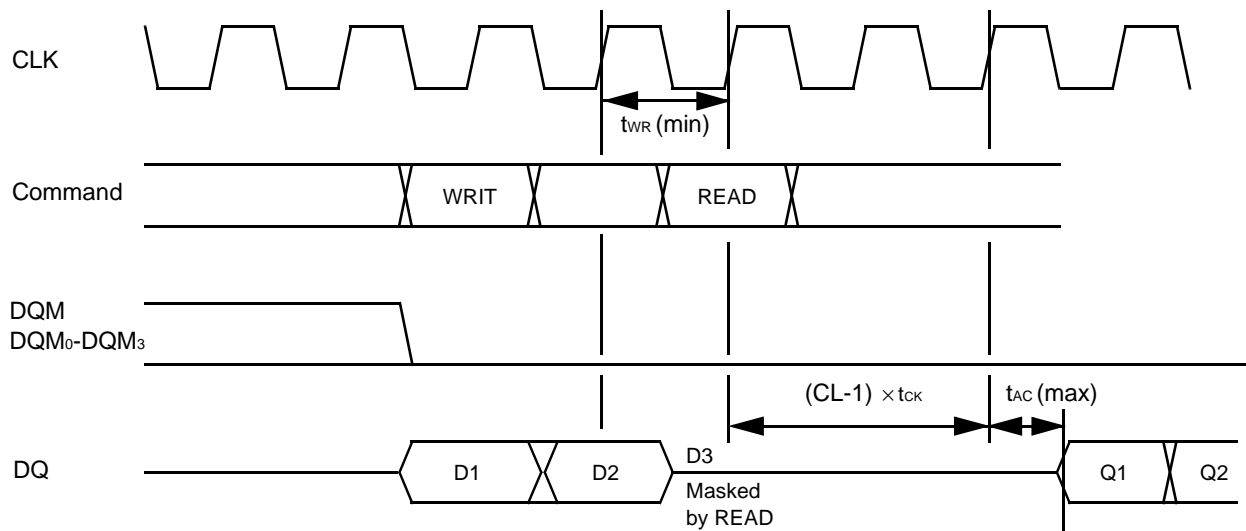 CLK
tWR (min)
Command
WRIT
READ
DQM
DQM0-DQM3
(CL-1) × tCK
tAC (max)
DQ
D1
D2
D3
Masked
by READ
Q1
Q2